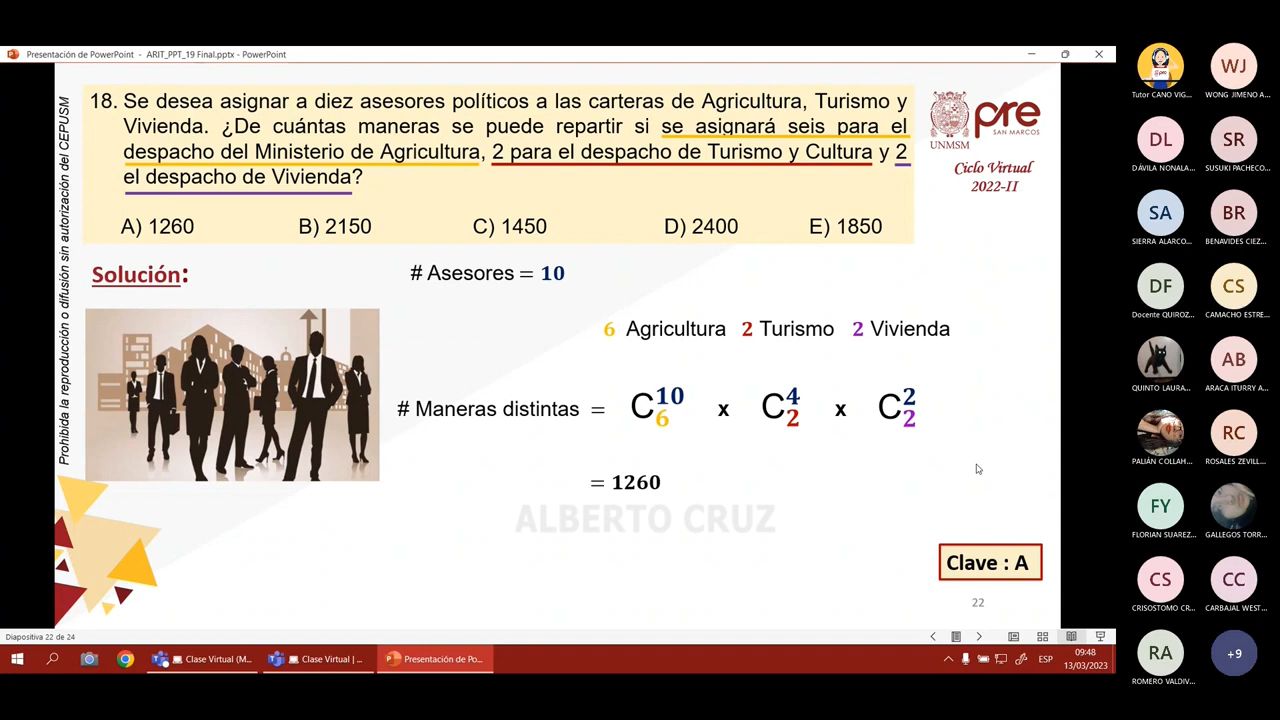 Presentación de PowerPoint - ARIT_PPT_19 Final.pptx - PowerPoint
Prohibida la reproducción o difusión sin autorización del CEPUSM
18. Se desea asignar a diez asesores políticos a las carteras de Agricultura, Turismo y
Vivienda. ¿De cuántas maneras se puede repartir si se asignará seis para el
despacho del Ministerio de Agricultura, 2 para el despacho de Turismo y Cultura y 2
el despacho de Vivienda?
A) 1260 B) 2150 C) 1450 D) 2400 E) 1850
UNMSM
pre
SAN MARCOS
Ciclo Virtual
2022-II
Solución:
# Asesores = 10
6 Agricultura 2 Turismo 2 Vivienda
# Maneras distintas = C 10 6 x C 4 2 x C 2 2
= 1260
ALBERTO CRUZ
Clave : A
22
Diapositiva 22 de 24
Clase Virtual (M...
Clase Virtual | ...
Presentación de Po...
ESP
09:48
13/03/2023
Tutor CANO VIG...
WJ
WONG JIMENO A...
DL
DÁVILA NONALA...
SR
SUSUKI PACHECO...
SA
SIERRA ALARCO...
BR
BENAVIDES CIEZ...
DF
Docente QUIROZ...
CS
CAMACHO ESTRE...
QUINTO LAURA...
AB
ARACA ITURRY A...
PALIÁN COLLAH...
RC
ROSALES ZEVILL...
FY
FLORIAN SUAREZ...
GALLEGOS TORR...
CS
CRISOSTOMO CR...
CC
CARBAJAL WEST...
RA
ROMERO VALDIV...
+9